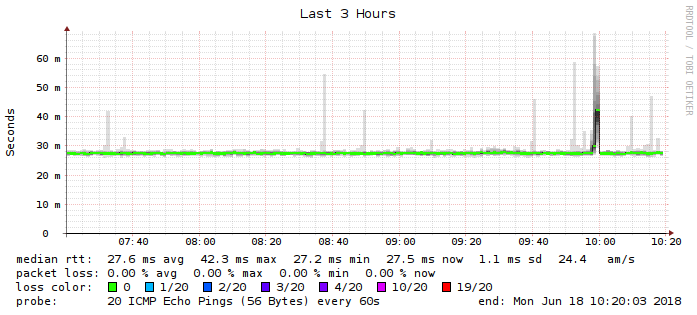 Last 3 Hours
RRDTOOL / TOBI OETIKER
Seconds
60 m
50 m
40 m
30 m
20 m
10 m
0
07:40 08:00 08:20 08:40 09:00 09:20 09:40 10:00 10:20
median rtt: 27.6 ms avg 42.3 ms max 27.2 ms min 27.5 ms now 1.1 ms sd 24.4 am/s
packet loss: 0.00 % avg 0.00 % max 0.00 % min 0.00 % now
loss color: 0 1/20 2/20 3/20 4/20 10/20 19/20
probe: 20 ICMP Echo Pings (56 Bytes) every 60s end: Mon Jun 18 10:20:03 2018